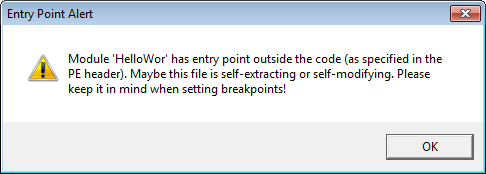 Entry Point Alert
Module 'HelloWor' has entry point outside the code (as specified in the
PE header). Maybe this file is self-extracting or self-modifying. Please
keep it in mind when setting breakpoints!
OK